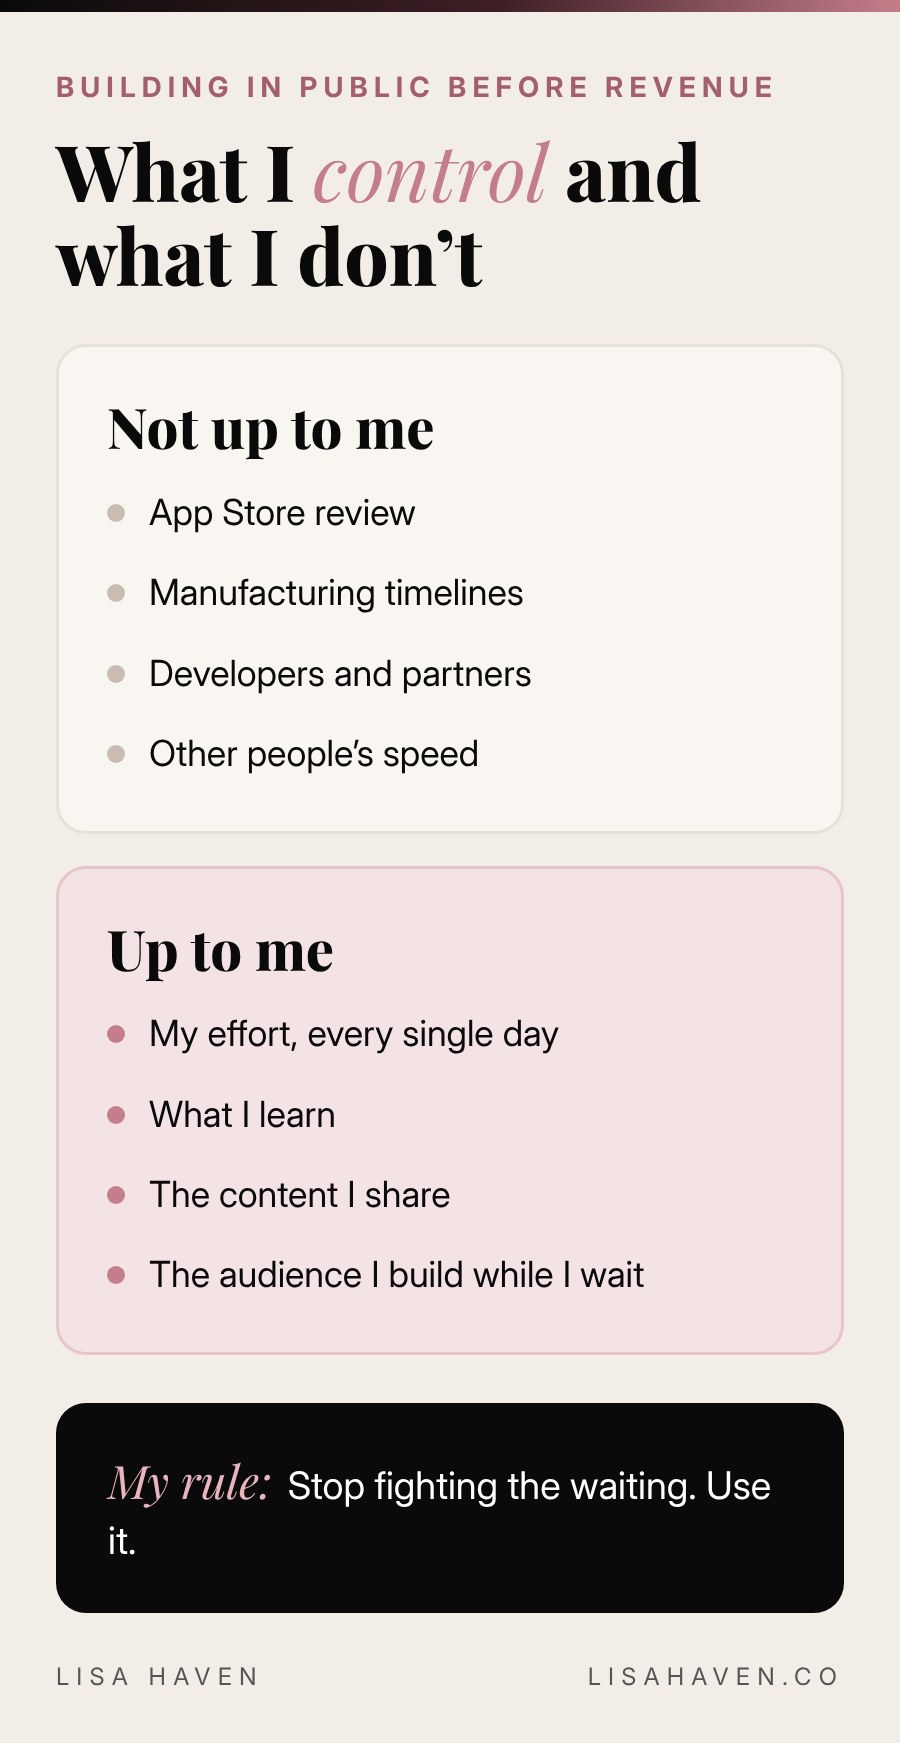 BUILDING IN PUBLIC BEFORE REVENUE
What I control and
what I don’t
Not up to me
App Store review
Manufacturing timelines
Developers and partners
Other people’s speed
Up to me
My effort, every single day
What I learn
The content I share
The audience I build while I wait
My rule: Stop fighting the waiting. Use
it.
LISA HAVEN
LISAHAVEN.CO